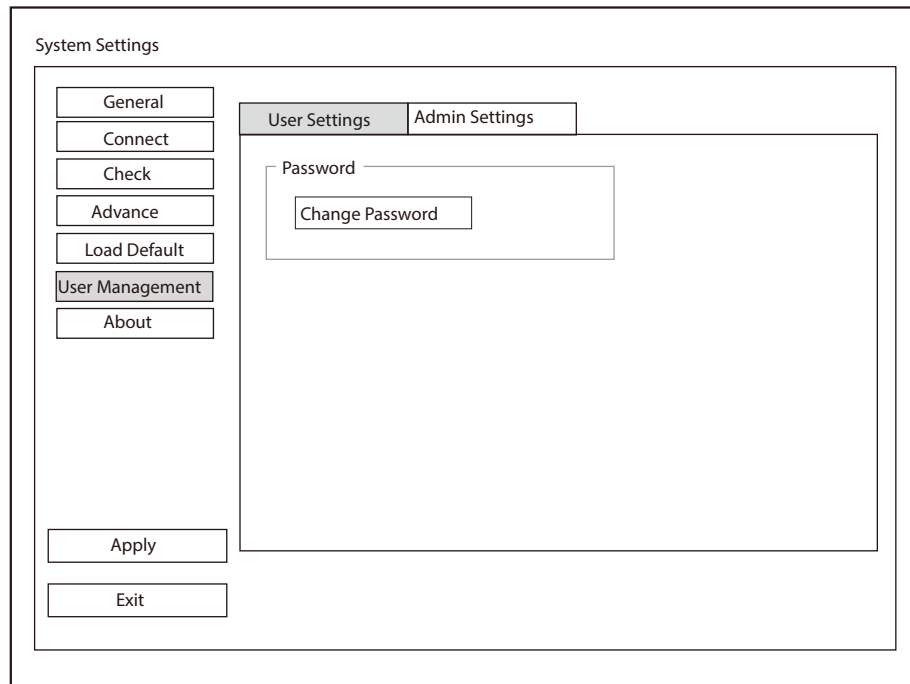 System Settings
General
Connect
Check
Advance
Load Default
User Management
About
Apply
Exit
User Settings
Admin Settings
Password
Change Password